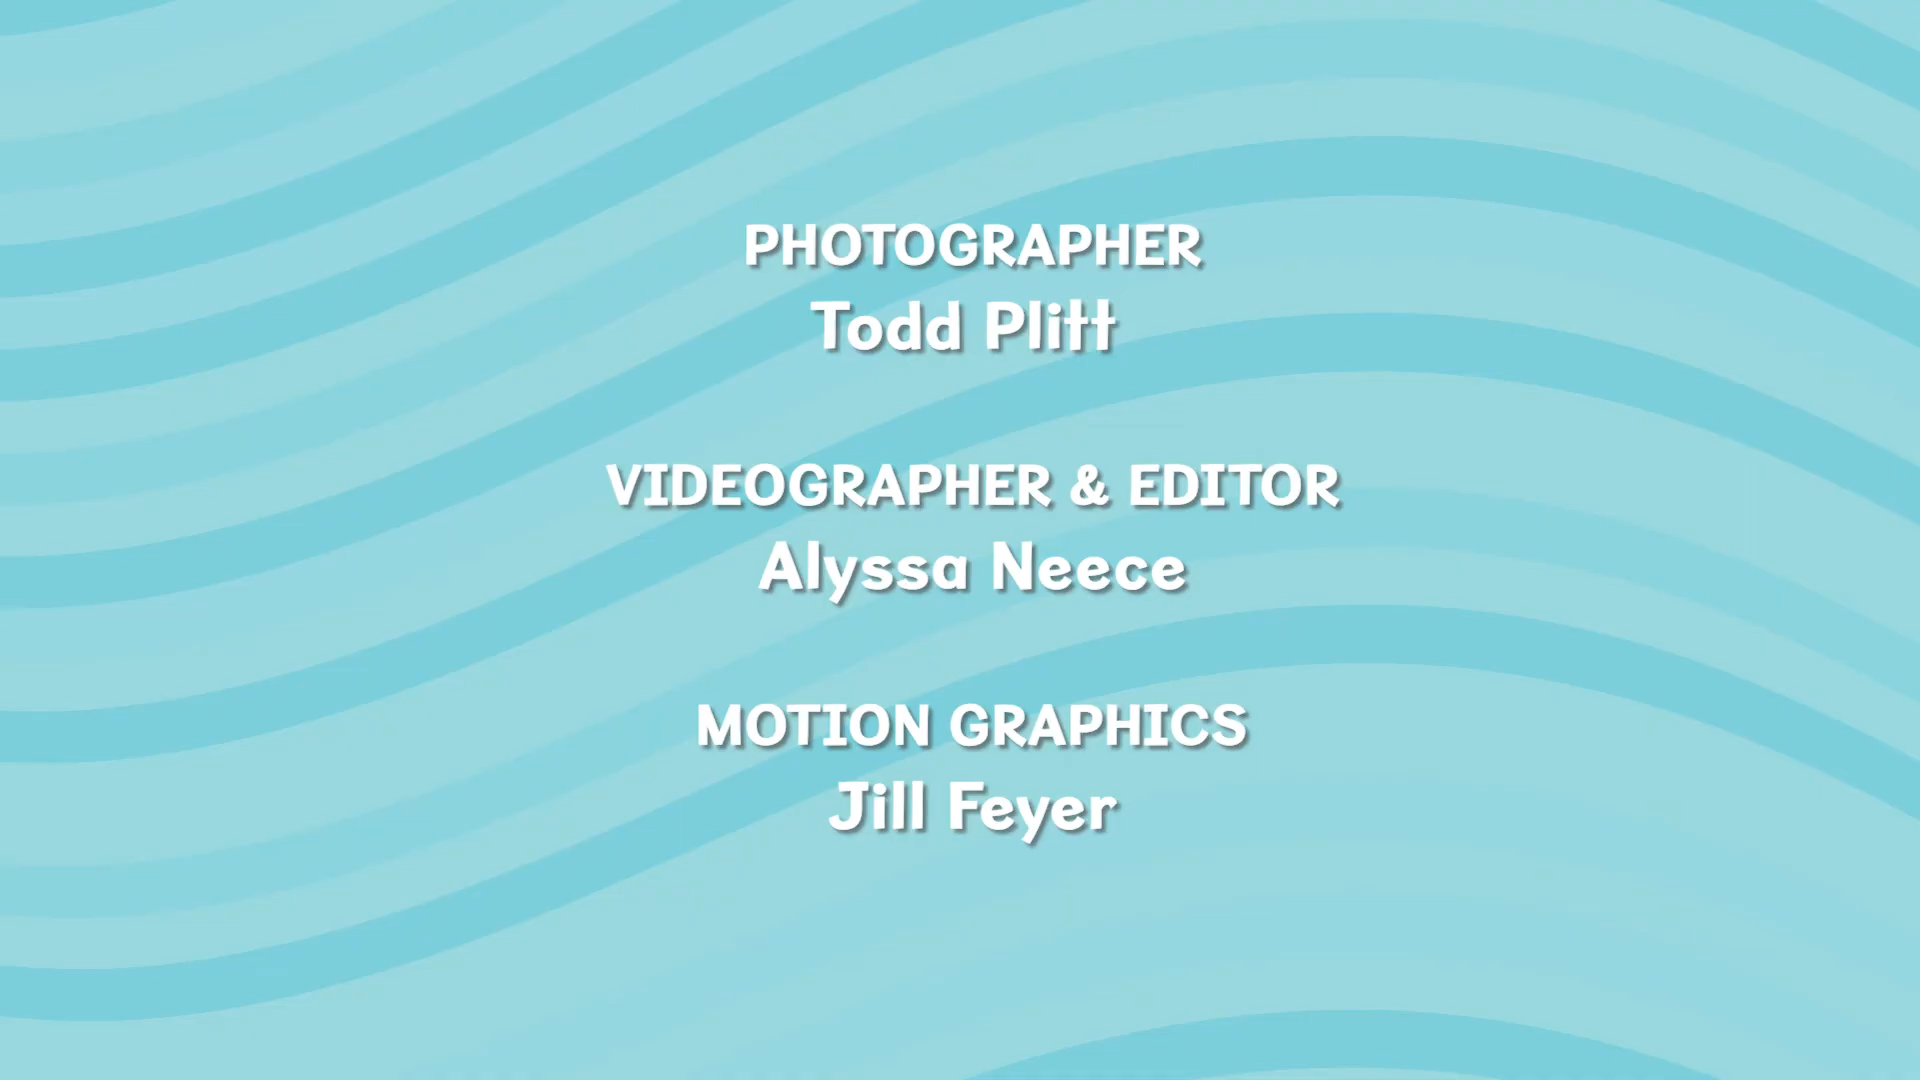 PHOTOGRAPHER
Todd Plitt
VIDEOGRAPHER & EDITOR
Alyssa Neece
MOTION GRAPHICS
Jill Feyer